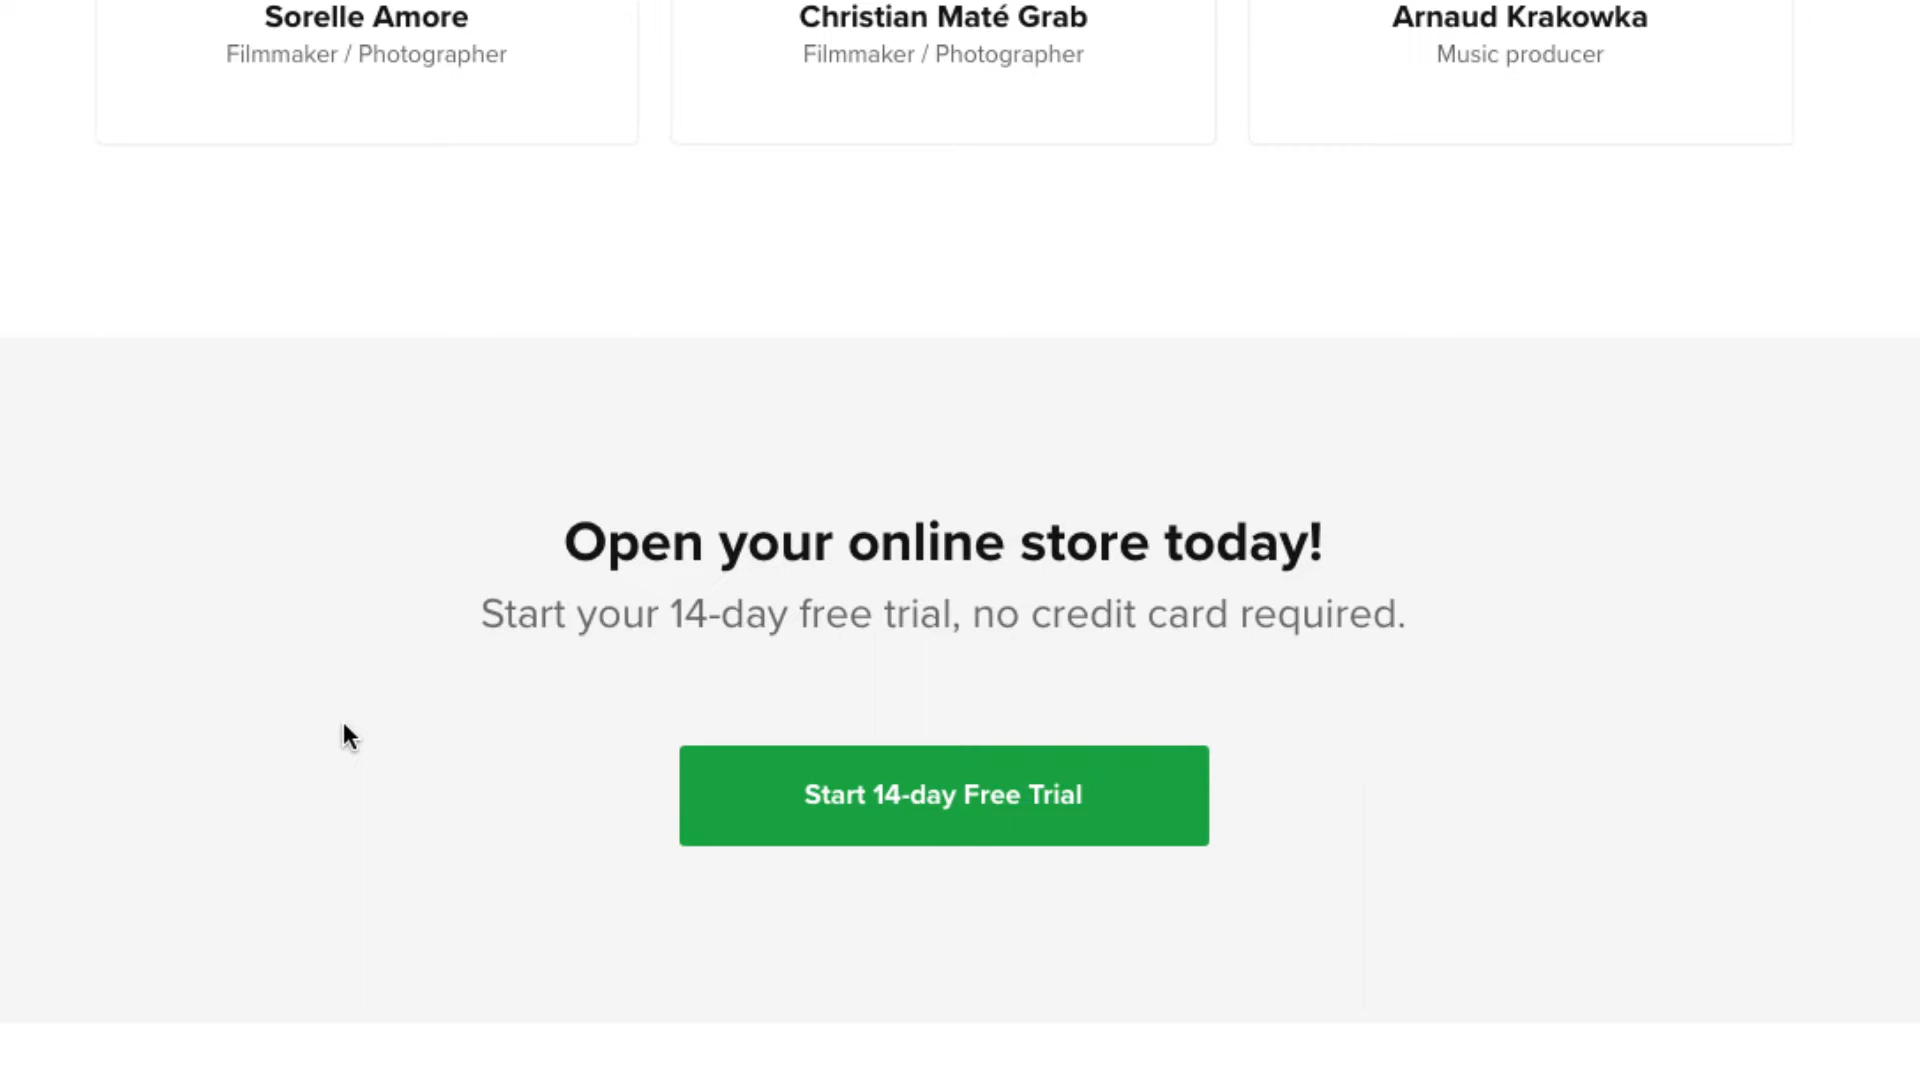 Sorelle Amore
Filmmaker / Photographer
Christian Maté Grab
Filmmaker / Photographer
Arnaud Krakowka
Music producer
Open your online store today!
Start your 14-day free trial, no credit card required.
Start 14-day Free Trial